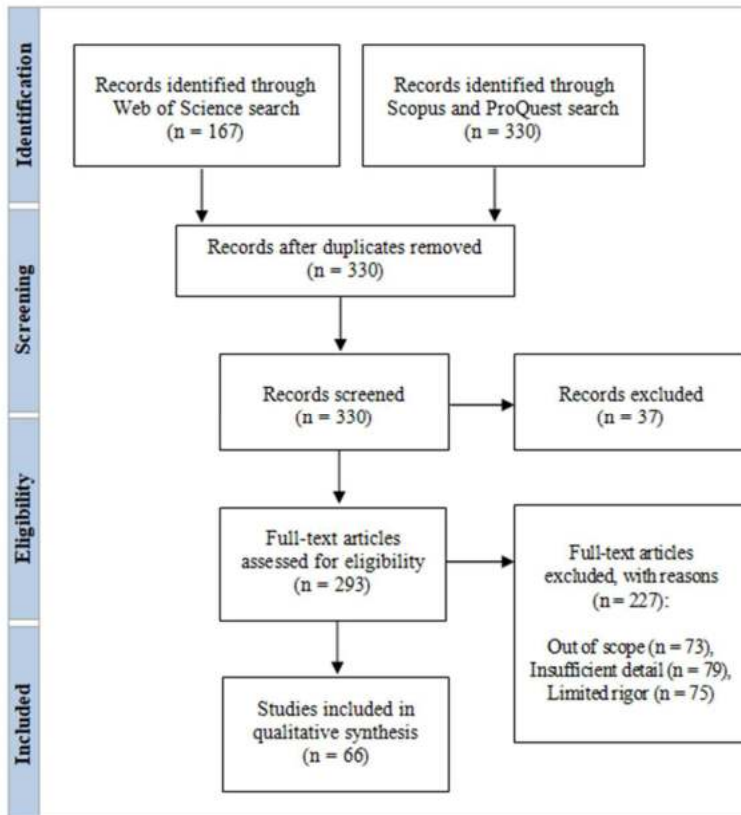 Identification
Records identified through
Web of Science search
(n = 167)
Records identified through
Scopus and ProQuest search
(n = 330)
Screening
Records after duplicates removed
(n = 330)
Records screened
(n = 330)
Records excluded
(n = 37)
Eligibility
Full-text articles
assessed for eligibility
(n = 293)
Full-text articles
excluded, with reasons
(n = 227):
Out of scope (n = 73),
Insufficient detail (n = 79),
Limited rigor (n = 75)
Included
Studies included in
qualitative synthesis
(n = 66)